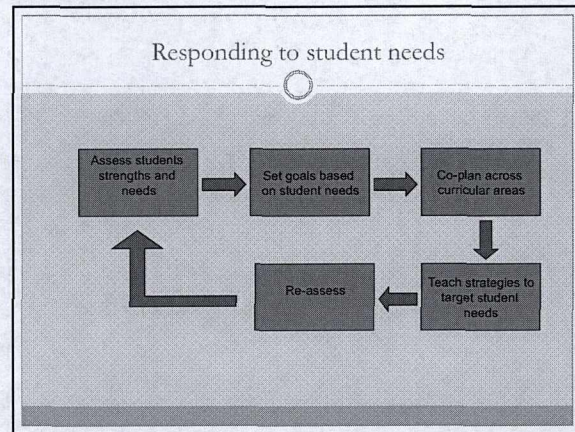 Responding to student needs
Assess students
strengths and
needs
Set goals based
on student needs
Co-plan across
curricular areas
Teach strategies to
target student
needs
Re-assess